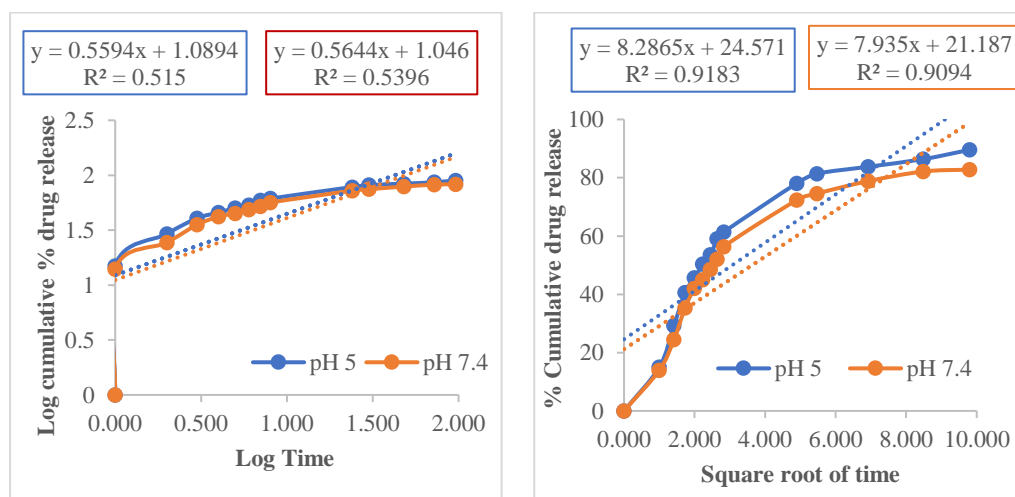 y = 0.5594x + 1.0894
R² = 0.515
y = 0.5644x + 1.046
R² = 0.5396
Log cumulative % drug release
2.5
2
1.5
1
0.5
0
pH 5
pH 7.4
0.000
0.500
1.000
1.500
2.000
Log Time
y = 8.2865x + 24.571
R² = 0.9183
y = 7.935x + 21.187
R² = 0.9094
% Cumulative drug release
100
80
60
40
20
0
pH 5
pH 7.4
0.000
2.000
4.000
6.000
8.000
10.000
Square root of time